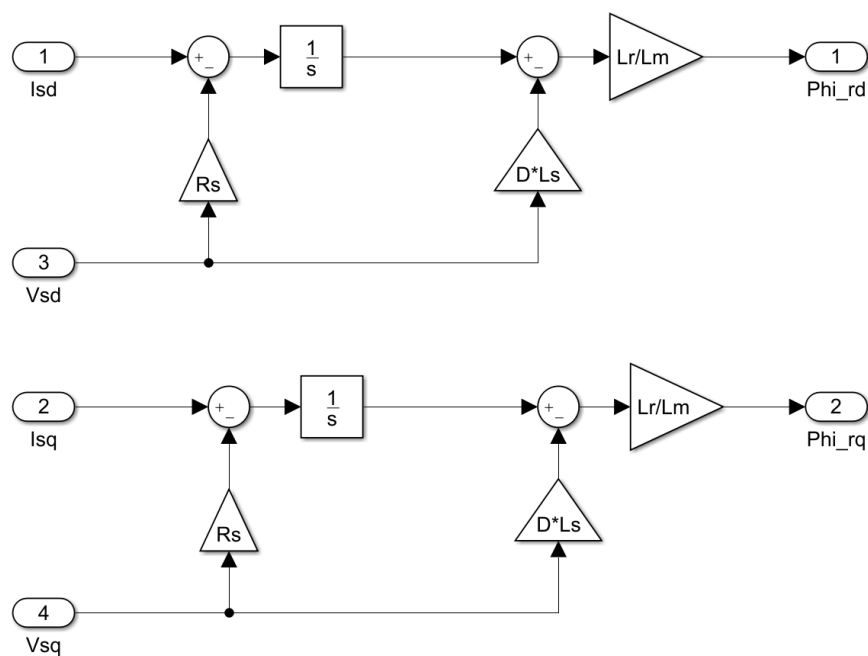 1
Isd
+
_
1
s
+
_
Lr/Lm
1
Phi_rd
Rs
D*Ls
3
Vsd
2
Isq
+
_
1
s
+
_
Lr/Lm
2
Phi_rq
Rs
D*Ls
4
Vsq